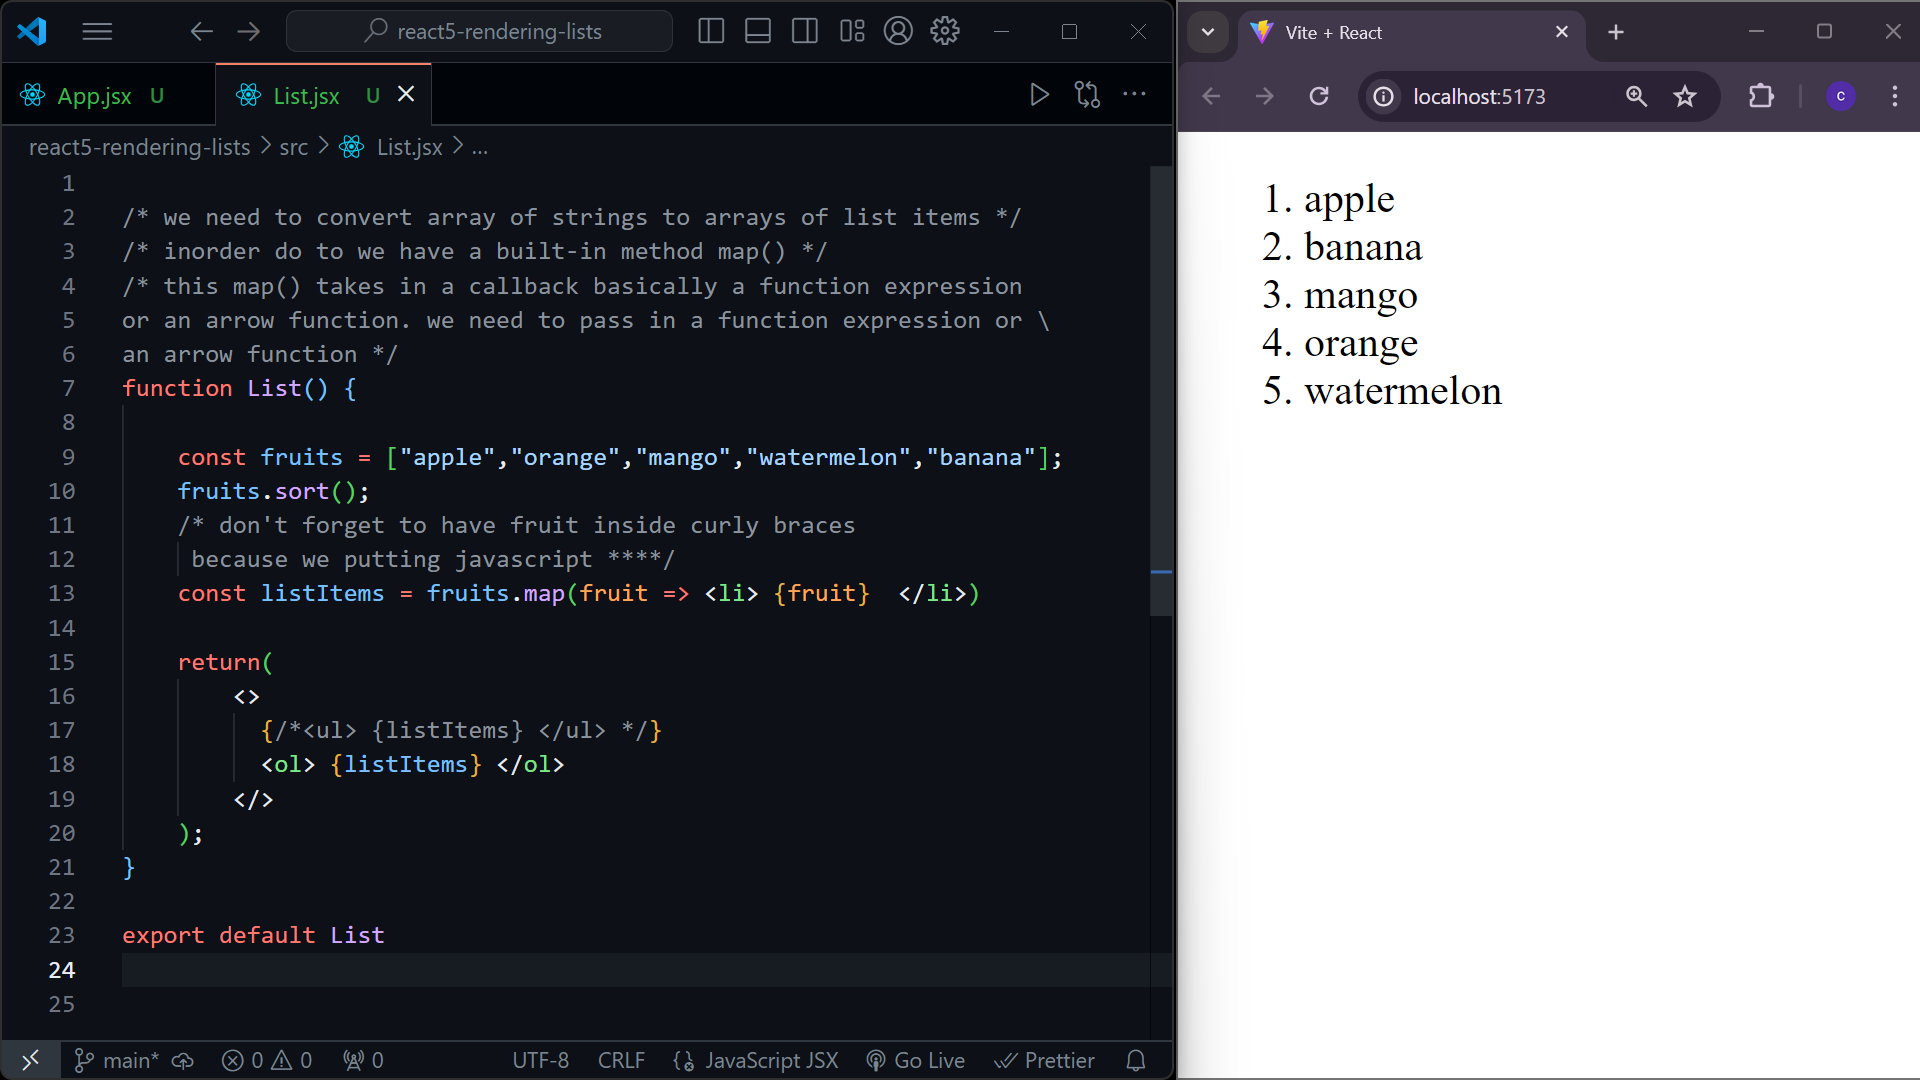 react5-rendering-lists
App.jsx U
List.jsx U
react5-rendering-lists > src > List.jsx > ...
1
2 /* we need to convert array of strings to arrays of list items */
3 /* inorder do to we have a built-in method map() */
4 /* this map() takes in a callback basically a function expression
5 or an arrow function. we need to pass in a function expression or \
6 an arrow function */
7 function List() {
8
9 const fruits = ["apple","orange","mango","watermelon","banana"];
10 fruits.sort();
11 /* don't forget to have fruit inside curly braces
12 because we putting javascript ****/
13 const listItems = fruits.map(fruit => <li> {fruit}  </li>)
14
15 return(
16 <>
17 {/*<ul> {listItems} </ul> */}
18 <ol> {listItems} </ol>
19 </>
20 );
21 }
22
23 export default List
24
25
main* 0 0 0 UTF-8 CRLF JavaScript JSX Go Live Prettier
Vite + React
localhost:5173
c
1. apple
2. banana
3. mango
4. orange
5. watermelon